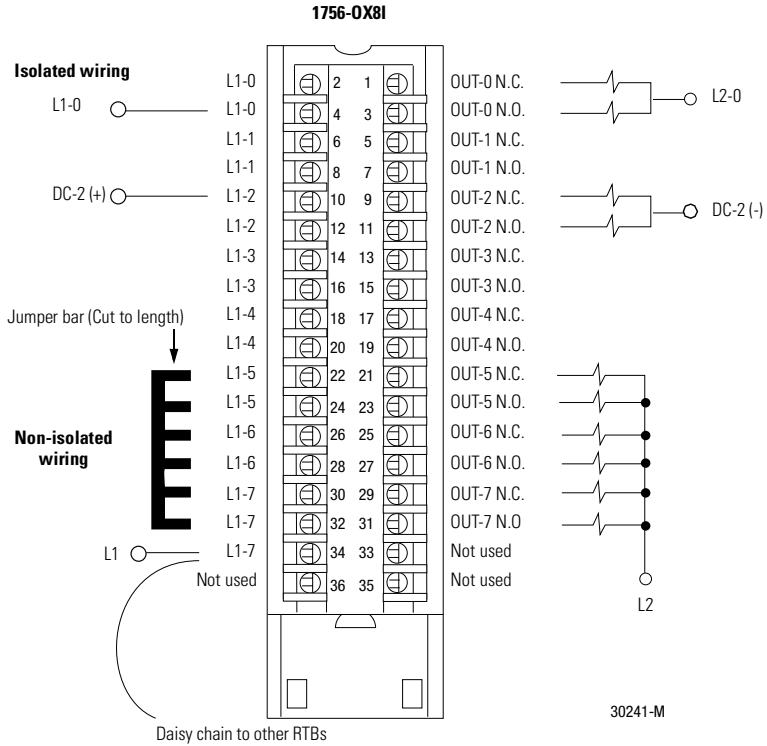 1756-OX8I
Isolated wiring
L1-0
DC-2 (+)
Jumper bar (Cut to length)
Non-isolated
wiring
L1
L1-0 2 1 OUT-0 N.C.
L1-0 4 3 OUT-0 N.O.
L1-1 6 5 OUT-1 N.C.
L1-1 8 7 OUT-1 N.O.
L1-2 10 9 OUT-2 N.C.
L1-2 12 11 OUT-2 N.O.
L1-3 14 13 OUT-3 N.C.
L1-3 16 15 OUT-3 N.O.
L1-4 18 17 OUT-4 N.C.
L1-4 20 19 OUT-4 N.O.
L1-5 22 21 OUT-5 N.C.
L1-5 24 23 OUT-5 N.O.
L1-6 26 25 OUT-6 N.C.
L1-6 28 27 OUT-6 N.O.
L1-7 30 29 OUT-7 N.C.
L1-7 32 31 OUT-7 N.O
L1-7 34 33 Not used
Not used 36 35 Not used
L2-0
DC-2 (-)
L2
30241-M
Daisy chain to other RTBs